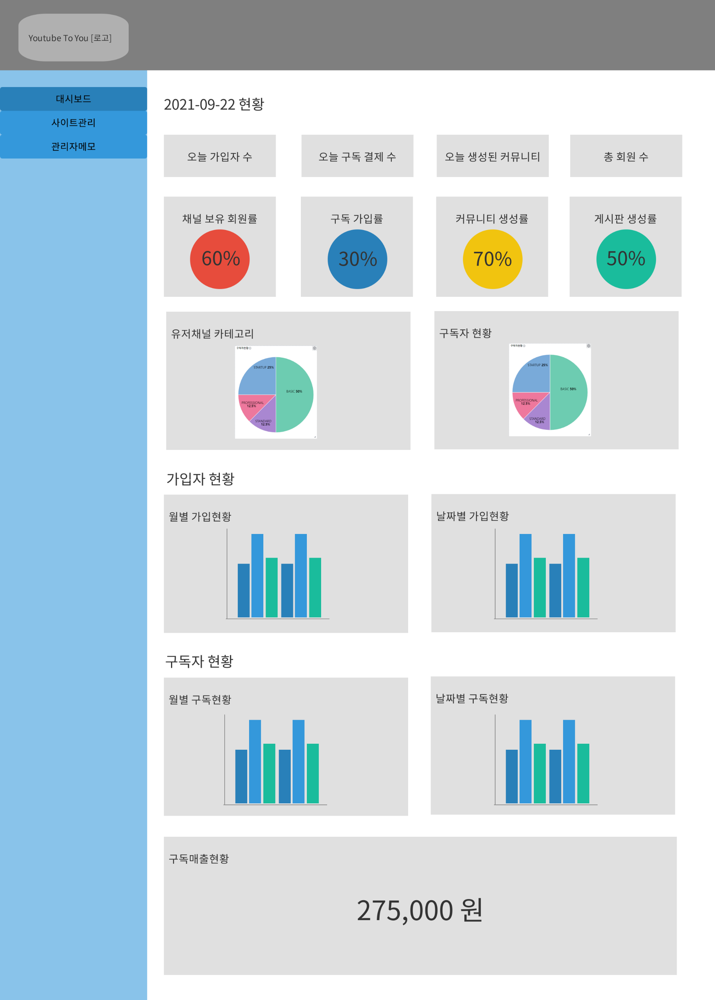 Youtube To You [로고]
대시보드
사이트관리
관리자메모
2021-09-22 현황
오늘 가입자 수
오늘 구독 결제 수
오늘 생성된 커뮤니티
총 회원 수
채널 보유 회원률
60%
구독 가입률
30%
커뮤니티 생성률
70%
게시판 생성률
50%
유저채널 카테고리
구독자현황
STARTUP 25%
BASIC 50%
PROFESSIONAL
12.5%
STANDARD
12.5%
구독자 현황
구독자현황
STARTUP 25%
BASIC 50%
PROFESSIONAL
12.5%
STANDARD
12.5%
가입자 현황
월별 가입현황
날짜별 가입현황
구독자 현황
월별 구독현황
날짜별 구독현황
구독매출현황
275,000 원